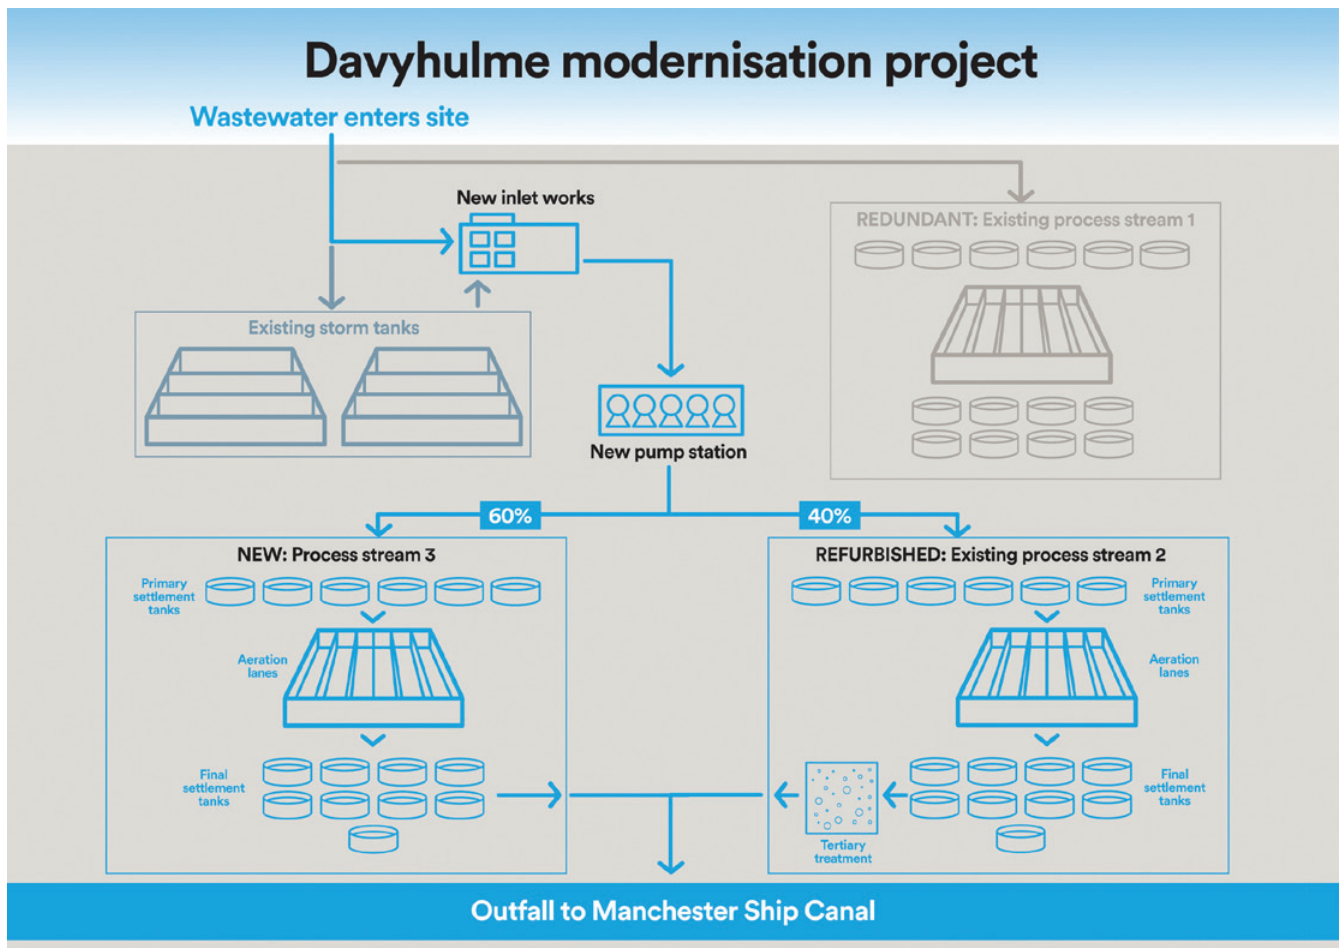 Davyhulme modernisation project
Wastewater enters site
New inlet works
REDUNDANT: Existing process stream 1
Existing storm tanks
New pump station
60%
40%
NEW: Process stream 3
Primary
settlement
tanks
Aeration
lanes
Final
settlement
tanks
REFURBISHED: Existing process stream 2
Primary
settlement
tanks
Aeration
lanes
Final
settlement
tanks
Tertiary
treatment
Outfall to Manchester Ship Canal